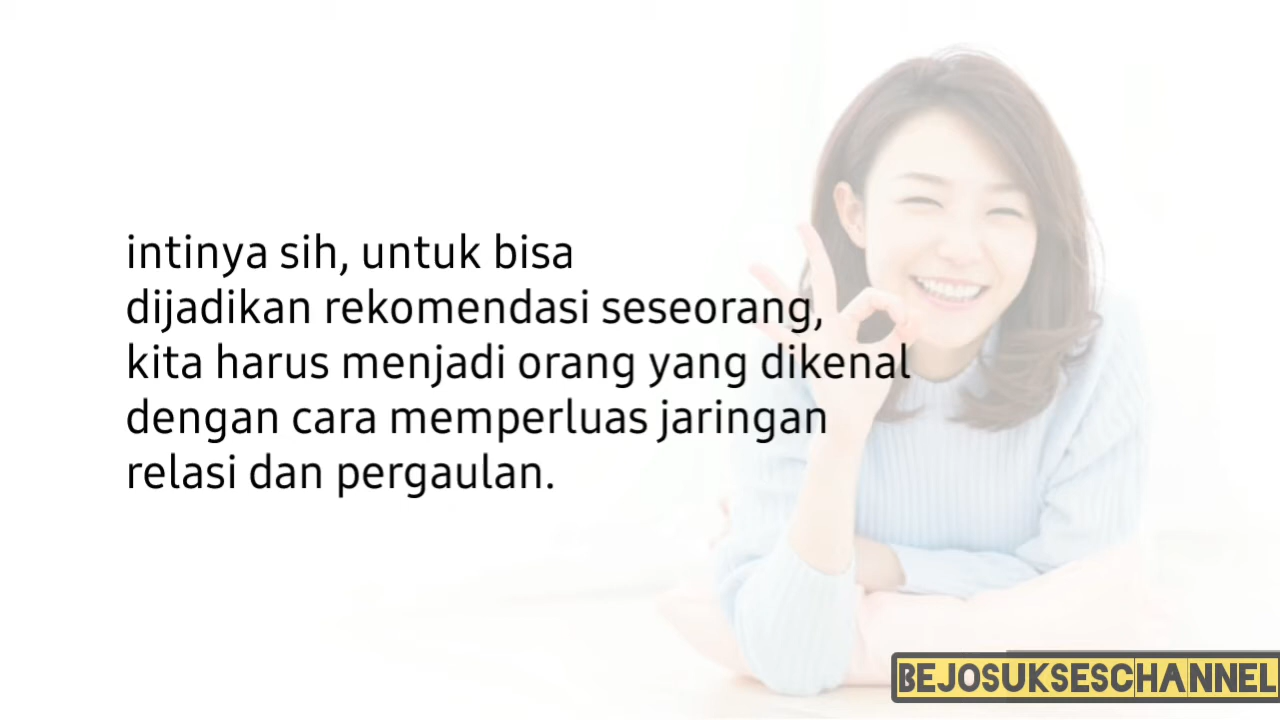 intinya sih, untuk bisa
dijadikan rekomendasi seseorang,
kita harus menjadi orang yang dikenal
dengan cara memperluas jaringan
relasi dan pergaulan.
BEJOSUKSESCHANNEL